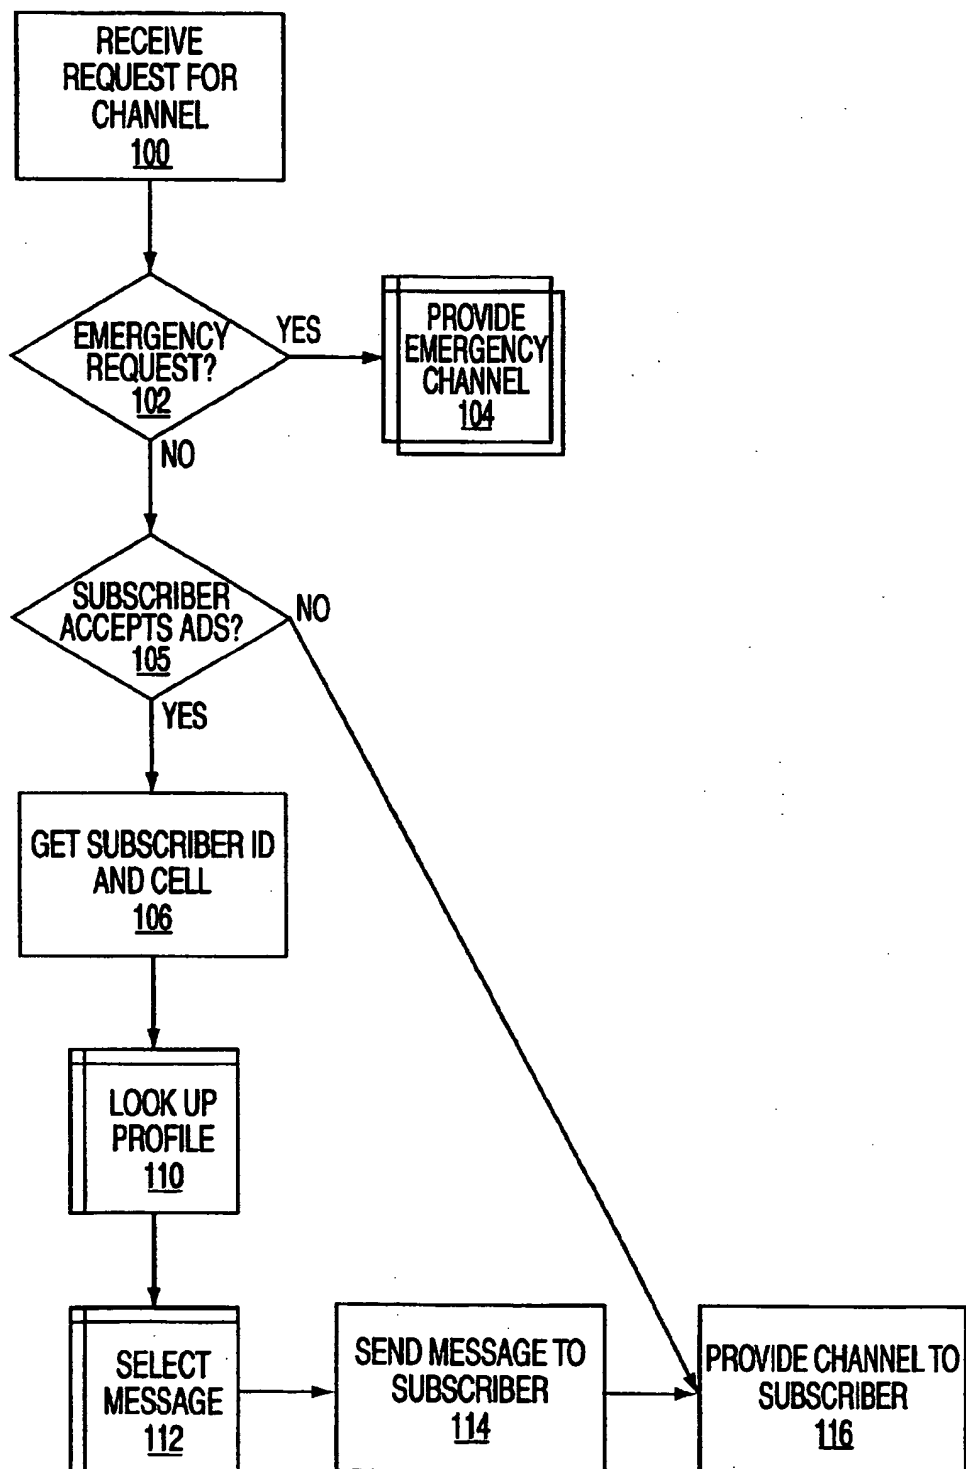 RECEIVE
REQUEST FOR
CHANNEL
100
EMERGENCY
REQUEST?
102
YES
PROVIDE
EMERGENCY
CHANNEL
104
NO
SUBSCRIBER
ACCEPTS ADS?
105
NO
YES
GET SUBSCRIBER ID
AND CELL
106
LOOK UP
PROFILE
110
SELECT
MESSAGE
112
SEND MESSAGE TO
SUBSCRIBER
114
PROVIDE CHANNEL TO
SUBSCRIBER
116